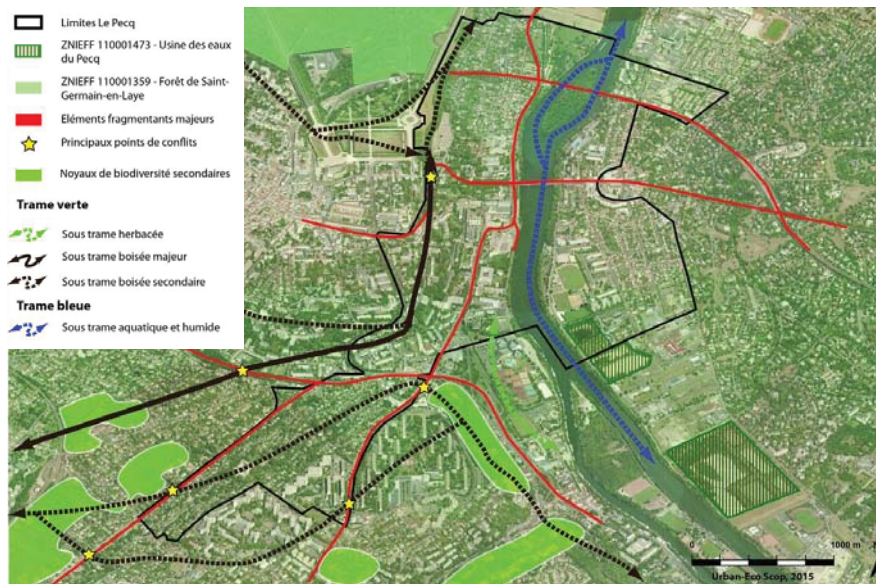 Limites Le Pecq
ZNIEFF 110001473 - Usine des eaux
du Pecq
ZNIEFF 110001359 - Forêt de Saint-
Germain-en-Laye
Eléments fragmentants majeurs
Principaux points de conflits
Noyaux de biodiversité secondaires
Trame verte
Sous trame herbacée
Sous trame boisée majeur
Sous trame boisée secondaire
Trame bleue
Sous trame aquatique et humide
0 1000 m
Urban-Eco Scop, 2015